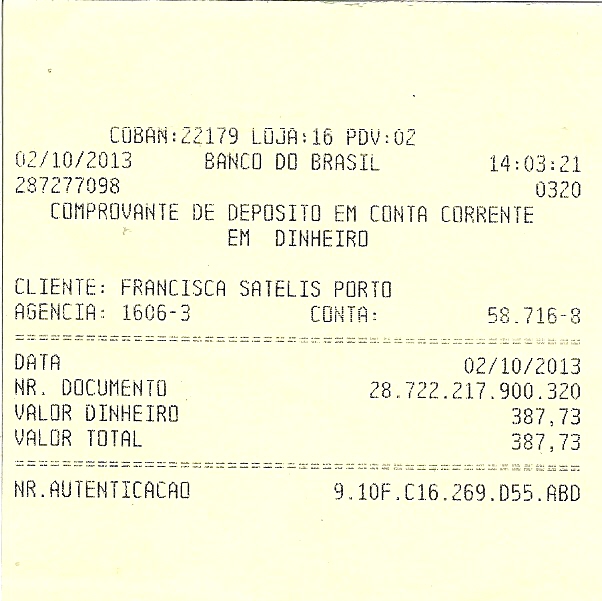 COBAN:22179 LOJA:16 PDV:02
02/10/2013 BANCO DO BRASIL 14:03:21
287277098 0320
COMPROVANTE DE DEPOSITO EM CONTA CORRENTE
EM DINHEIRO
CLIENTE: FRANCISCA SATELIS PORTO
AGENCIA: 1606-3 CONTA: 58.716-8
================================================
DATA 02/10/2013
NR. DOCUMENTO 28.722.217.900.320
VALOR DINHEIRO 387,73
VALOR TOTAL 387,73
================================================
NR.AUTENTICACAO 9.10F.C16.269.D55.ABD